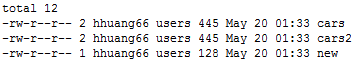 total 12
-rw-r--r-- 2 hhuang66 users 445 May 20 01:33 cars
-rw-r--r-- 2 hhuang66 users 445 May 20 01:33 cars2
-rw-r--r-- 1 hhuang66 users 128 May 20 01:33 new